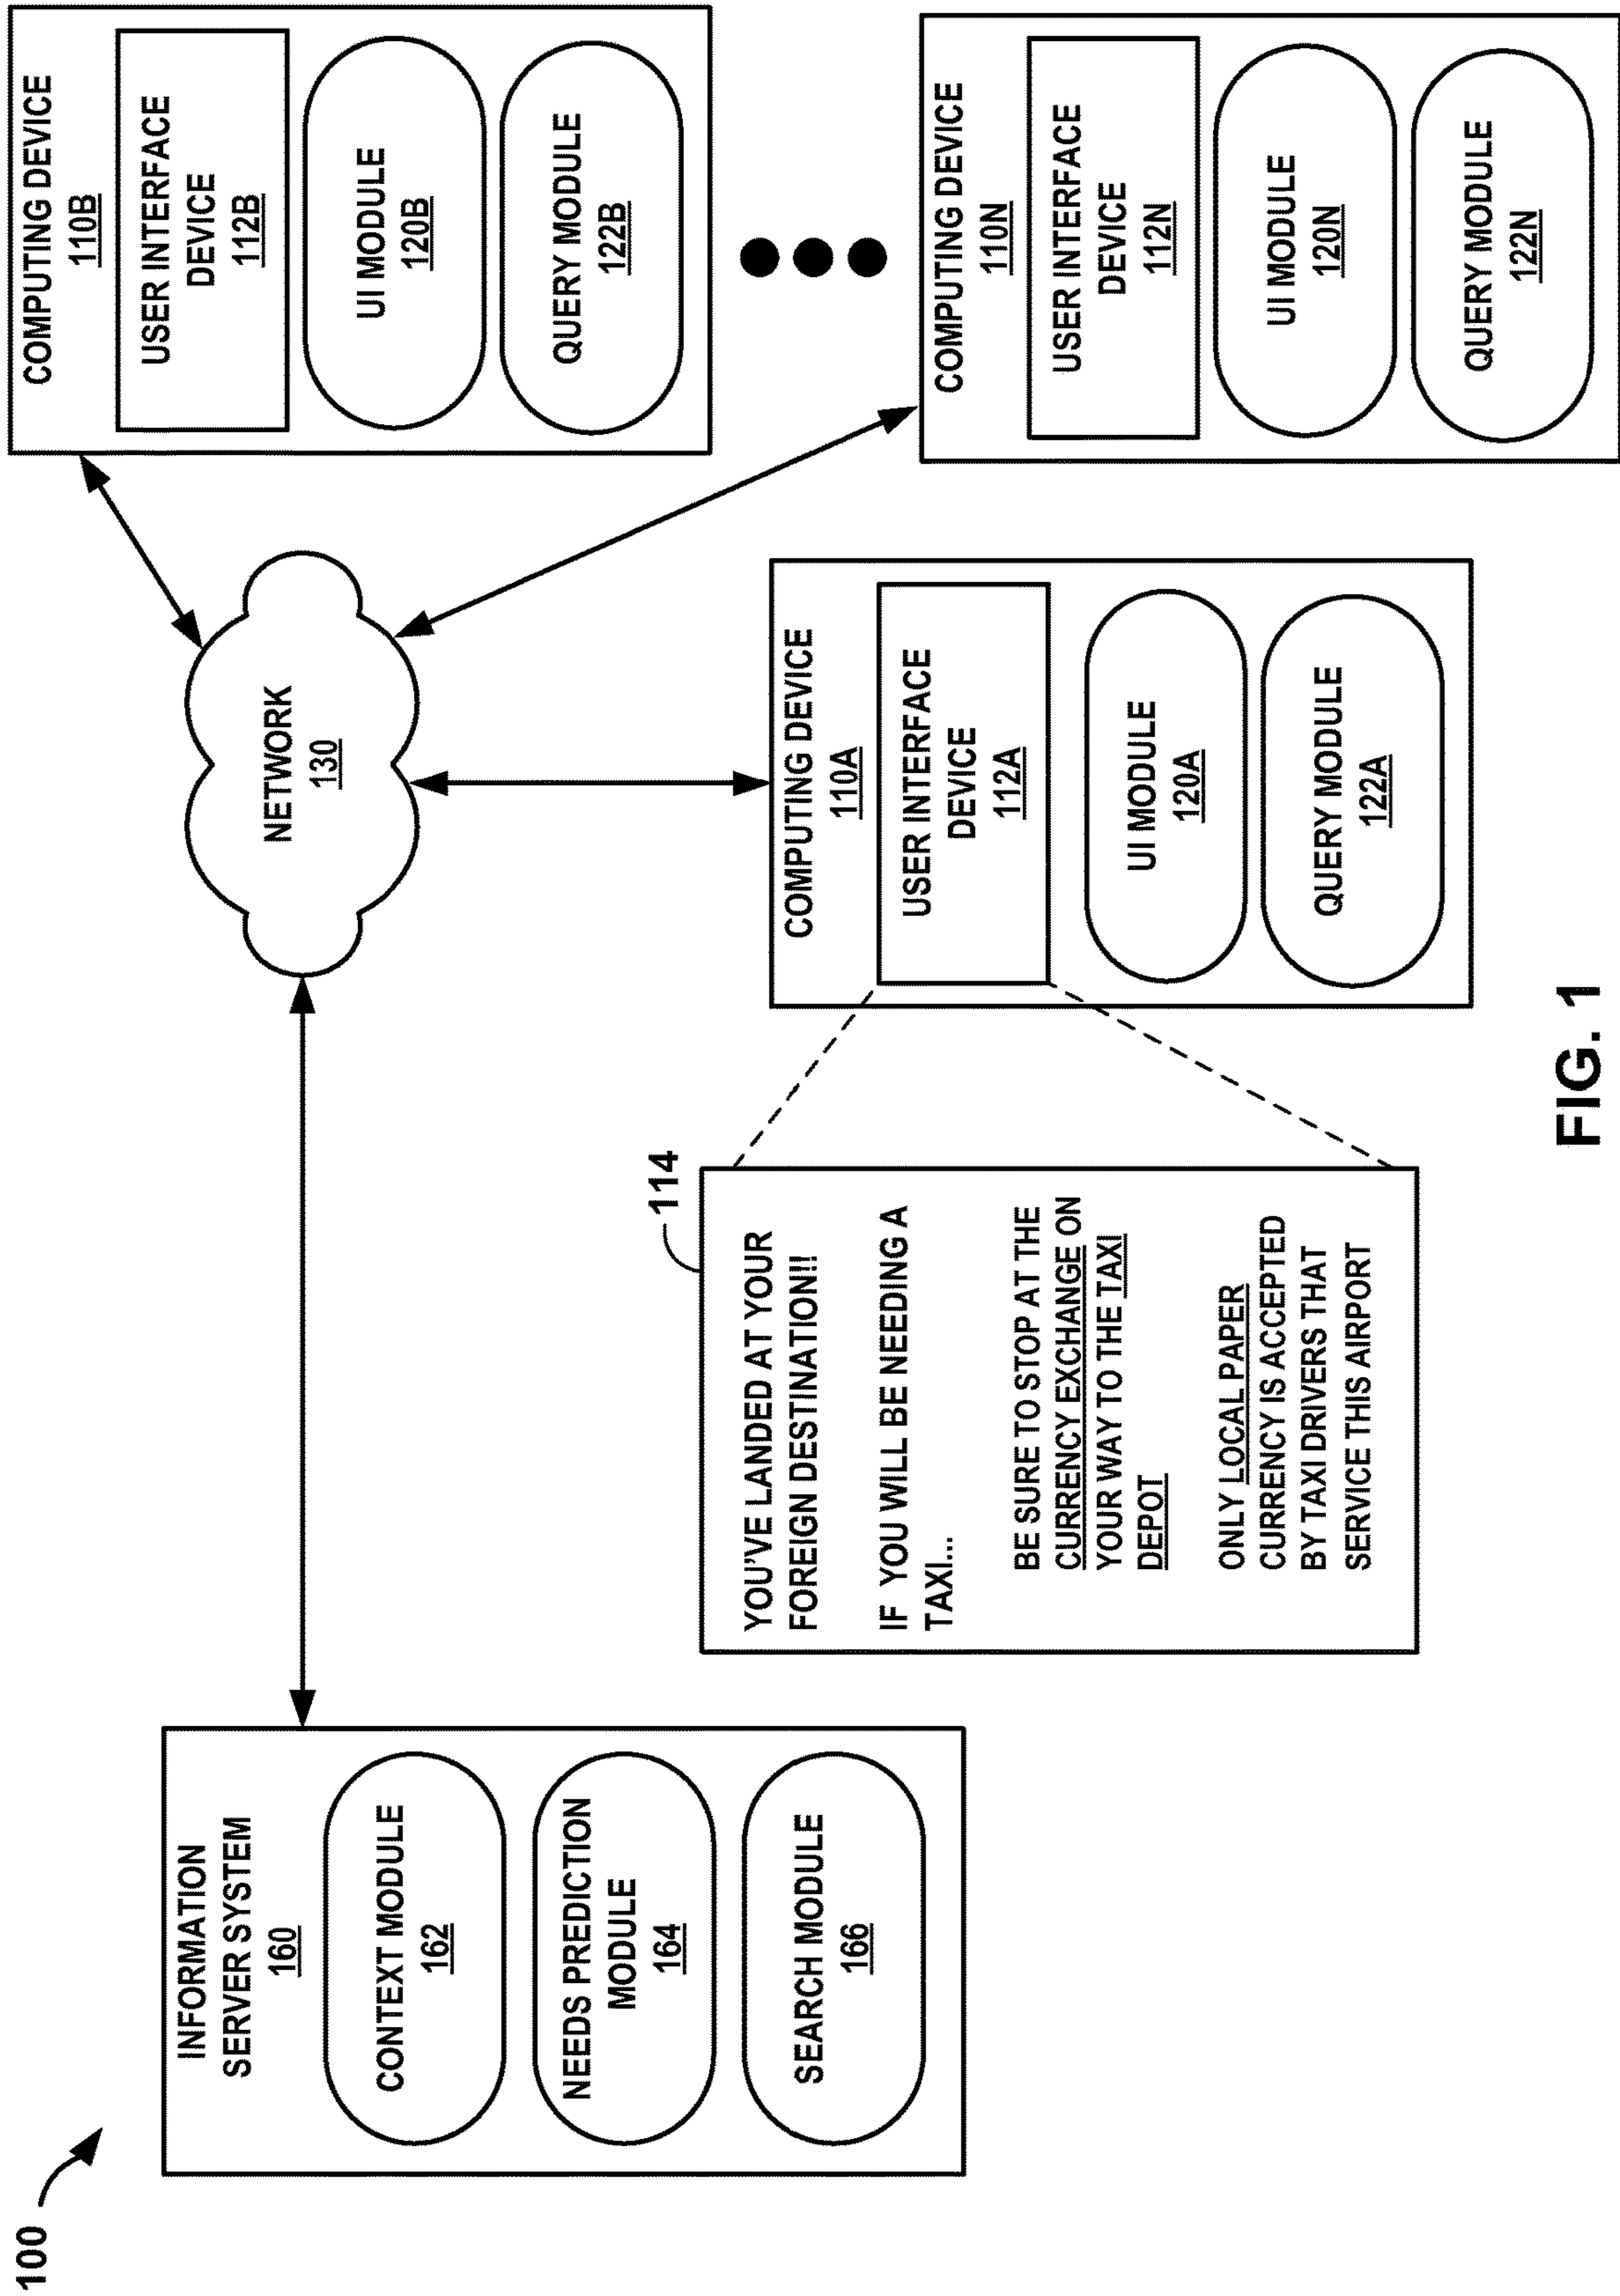 100
INFORMATION
SERVER SYSTEM
160
CONTEXT MODULE
162
NEEDS PREDICTION
MODULE
164
SEARCH MODULE
166
NETWORK
130
114
YOU'VE LANDED AT YOUR
FOREIGN DESTINATION!!
IF YOU WILL BE NEEDING A
TAXI...
BE SURE TO STOP AT THE
CURRENCY EXCHANGE ON
YOUR WAY TO THE TAXI
DEPOT
ONLY LOCAL PAPER
CURRENCY IS ACCEPTED
BY TAXI DRIVERS THAT
SERVICE THIS AIRPORT
COMPUTING DEVICE
110A
USER INTERFACE
DEVICE
112A
UI MODULE
120A
QUERY MODULE
122A
COMPUTING DEVICE
110B
USER INTERFACE
DEVICE
112B
UI MODULE
120B
QUERY MODULE
122B
COMPUTING DEVICE
110N
USER INTERFACE
DEVICE
112N
UI MODULE
120N
QUERY MODULE
122N
FIG. 1